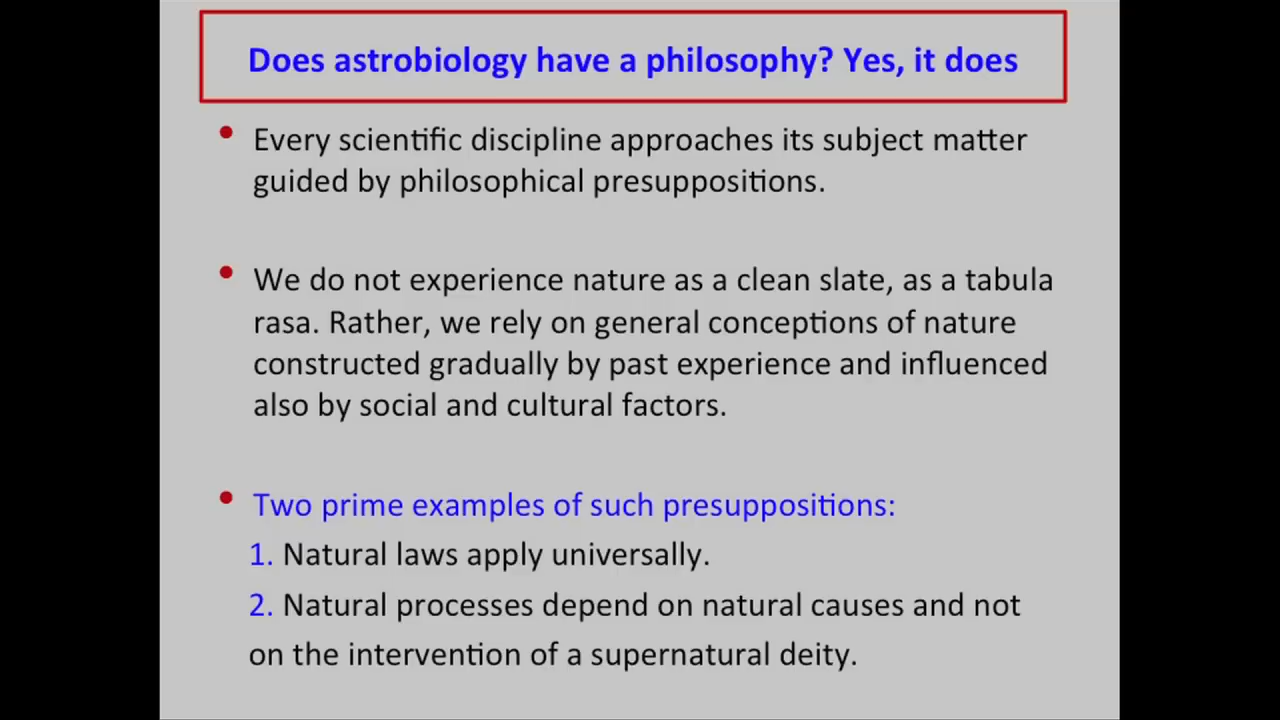 Does astrobiology have a philosophy? Yes, it does
• Every scientific discipline approaches its subject matter
guided by philosophical presuppositions.
• We do not experience nature as a clean slate, as a tabula
rasa. Rather, we rely on general conceptions of nature
constructed gradually by past experience and influenced
also by social and cultural factors.
• Two prime examples of such presuppositions:
1. Natural laws apply universally.
2. Natural processes depend on natural causes and not
on the intervention of a supernatural deity.